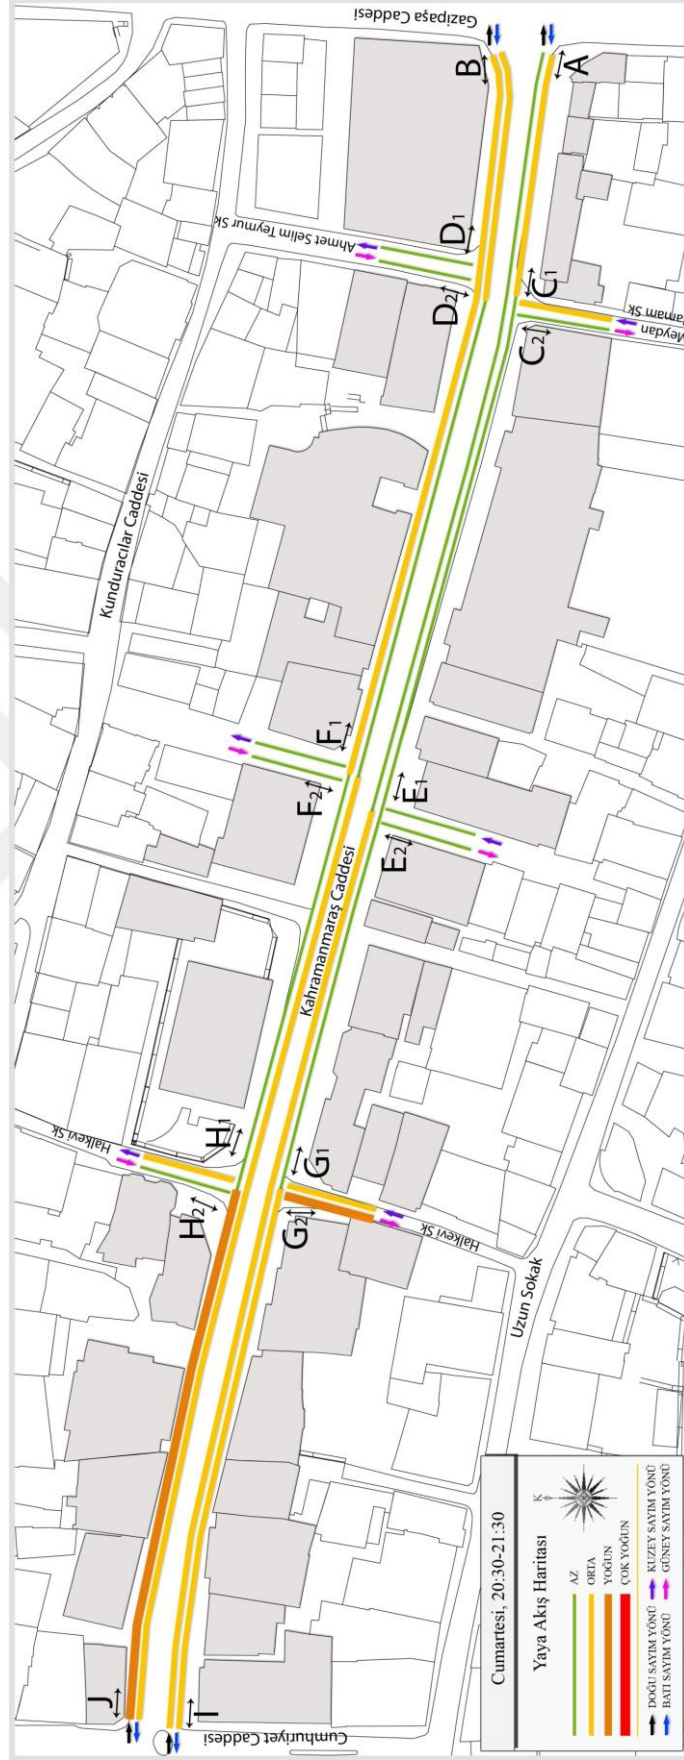 Gazipaşa Caddesi
B
A
Ahmet Selim Teymur Sk
D1
D2
C1
C2
Meydan
Hamam Sk
Kunduracılar Caddesi
F1
F2
E1
E2
Kahramanmaraş Caddesi
Halkevi Sk
H1
H2
G1
G2
Halkevi Sk
Uzun Sokak
J
I
Cumhuriyet Caddesi
Cumartesi, 20:30-21:30
Yaya Akış Haritası
K
AZ
ORTA
YOĞUN
ÇOK YOĞUN
DOĞU SAYIM YÖNÜ
KUZEY SAYIM YÖNÜ
BATI SAYIM YÖNÜ
GÜNEY SAYIM YÖNÜ